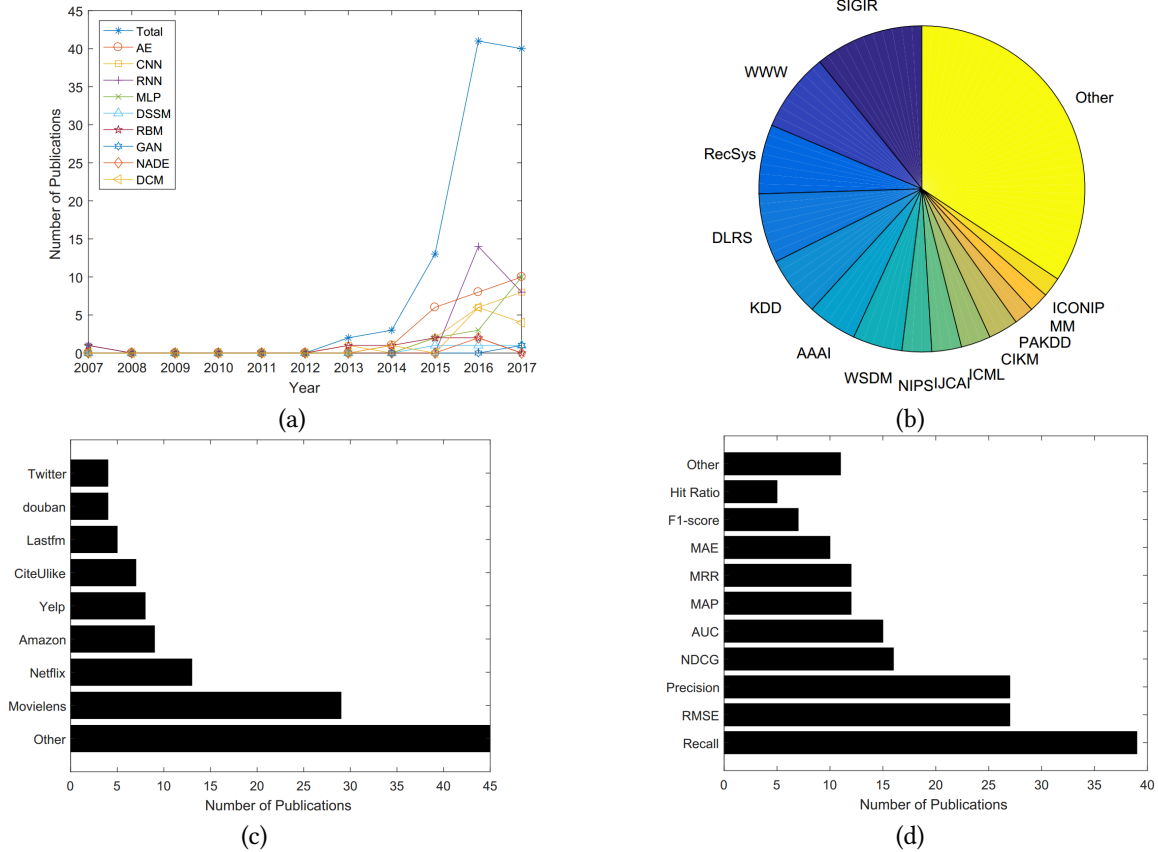 45
40
35
30
25
20
15
10
5
0
Number of Publications
Total
AE
CNN
RNN
MLP
DSSM
RBM
GAN
NADE
DCM
2007 2008 2009 2010 2011 2012 2013 2014 2015 2016 2017
Year
(a)
SIGIR
WWW
RecSys
DLRS
KDD
AAAI
WSDM
NIPS
IJCAI
ICML
CIKM
PAKDD
MM
ICONIP
Other
(b)
Twitter
douban
Lastfm
CiteUlike
Yelp
Amazon
Netflix
Movielens
Other
0 5 10 15 20 25 30 35 40 45
Number of Publications
(c)
Other
Hit Ratio
F1-score
MAE
MRR
MAP
AUC
NDCG
Precision
RMSE
Recall
0 5 10 15 20 25 30 35 40
Number of Publications
(d)